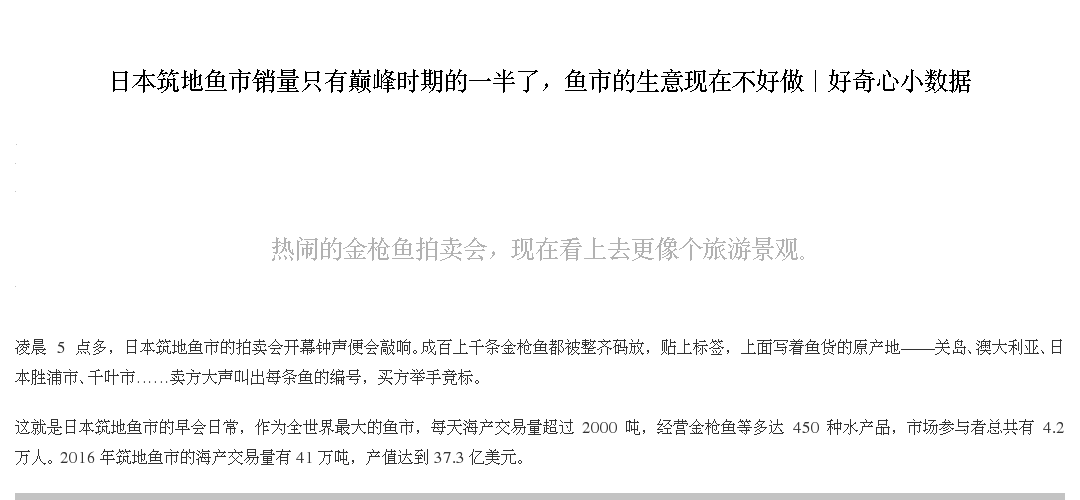 日本筑地鱼市销量只有巅峰时期的一半了，鱼市的生意现在不好做｜好奇心小数据
热闹的金枪鱼拍卖会，现在看上去更像个旅游景观。
凌晨 5 点多，日本筑地鱼市的拍卖会开幕钟声便会敲响。成百上千条金枪鱼都被整齐码放，贴上标签，上面写着鱼货的原产地——关岛、澳大利亚、日
本胜浦市、千叶市……卖方大声叫出每条鱼的编号，买方举手竞标。
这就是日本筑地鱼市的早会日常，作为全世界最大的鱼市，每天海产交易量超过 2000 吨，经营金枪鱼等多达 450 种水产品，市场参与者总共有 4.2
万人。2016 年筑地鱼市的海产交易量有 41 万吨，产值达到 37.3 亿美元。